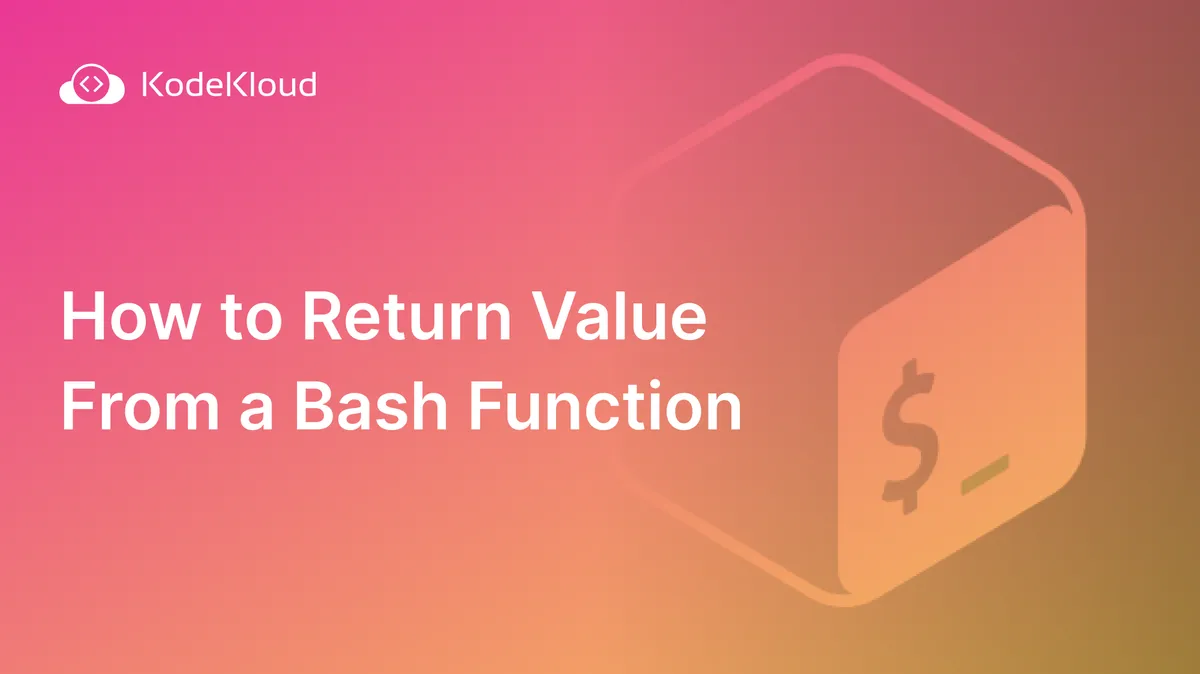 KodeKloud
How to Return Value
From a Bash Function
$_